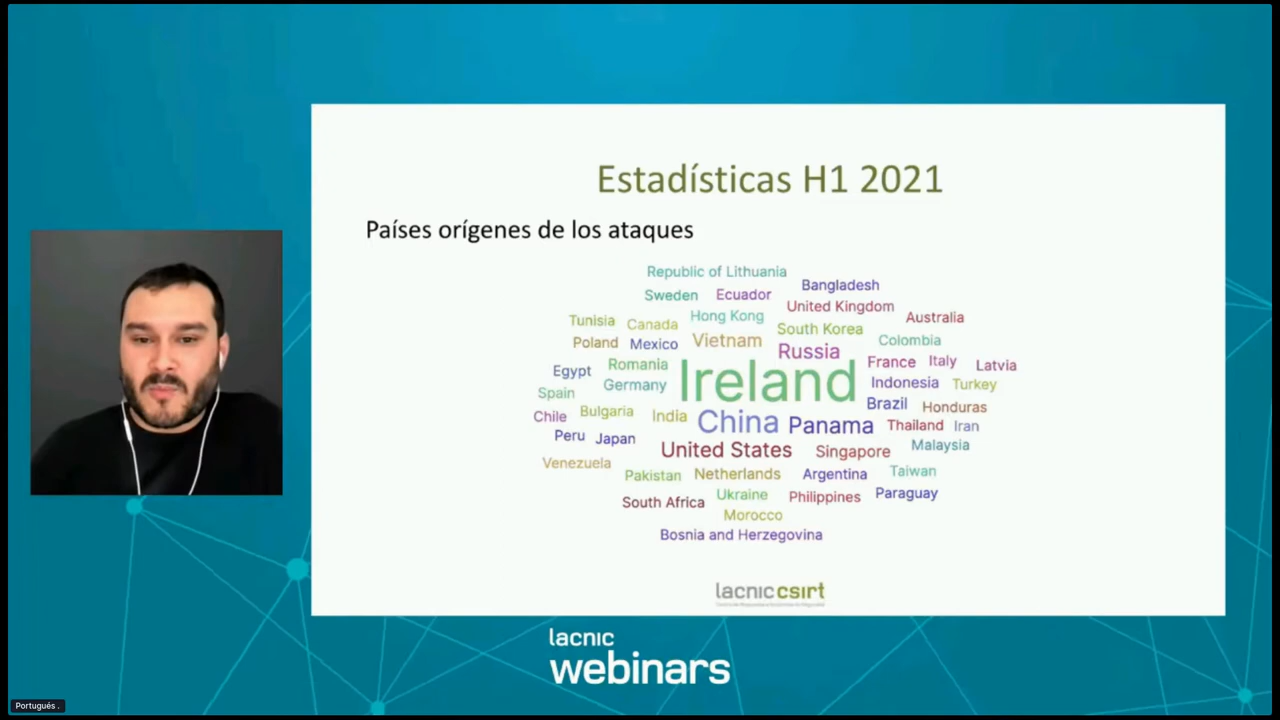 Estadísticas H1 2021
Países orígenes de los ataques
Republic of Lithuania
Bangladesh
Sweden Ecuador United Kingdom
Tunisia Canada Hong Kong South Korea Australia
Poland Mexico Vietnam Russia Colombia
Egypt Romania Ireland France Italy Latvia
Spain Germany Indonesia Turkey
Chile Bulgaria India China Panama Brazil Honduras
Peru Japan Thailand Iran
Venezuela United States Singapore Malaysia
Pakistan Netherlands Argentina Taiwan
South Africa Ukraine Philippines Paraguay
Morocco
Bosnia and Herzegovina
lacnic csirt
lacnic
webinars
Português .